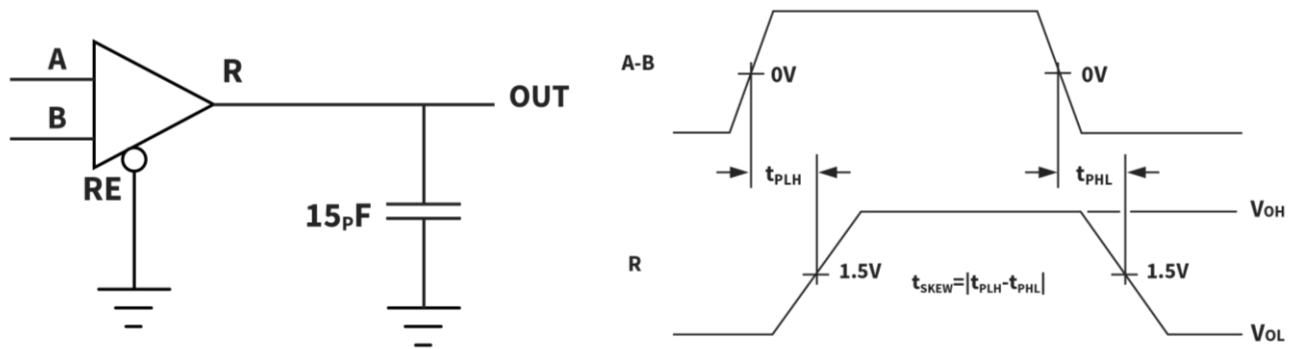 A
B
R
OUT
RE
15PF
A-B
0V
0V
tPLH
tPHL
VOH
R
1.5V
tSKEW=|tPLH-tPHL|
1.5V
VOL